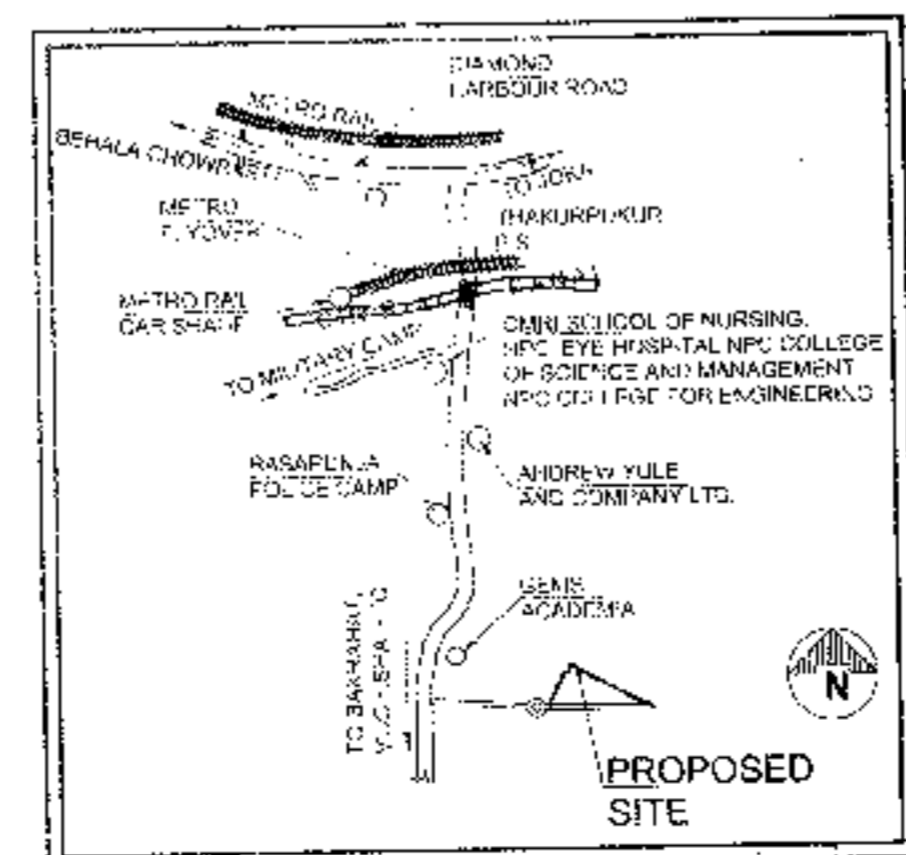 DIAMOND
HARBOUR ROAD
METRO RAIL
BEHALA CHOWRASTA
TO JOKA
METRO
FLYOVER
THAKURPUKUR
P.S
METRO RAIL
CAR SHADE
TO MILITARY CAMP
CMRI SCHOOL OF NURSING,
NPC EYE HOSPITAL NPC COLLEGE
OF SCIENCE AND MANAGEMENT
NPC COLLEGE FOR ENGINEERING
RASAPUNJA
POLICE CAMP
ANDREW YULE
AND COMPANY LTD.
GEMS
ACADEMIA
TO BAKRAHAT,
N
PROPOSED
SITE